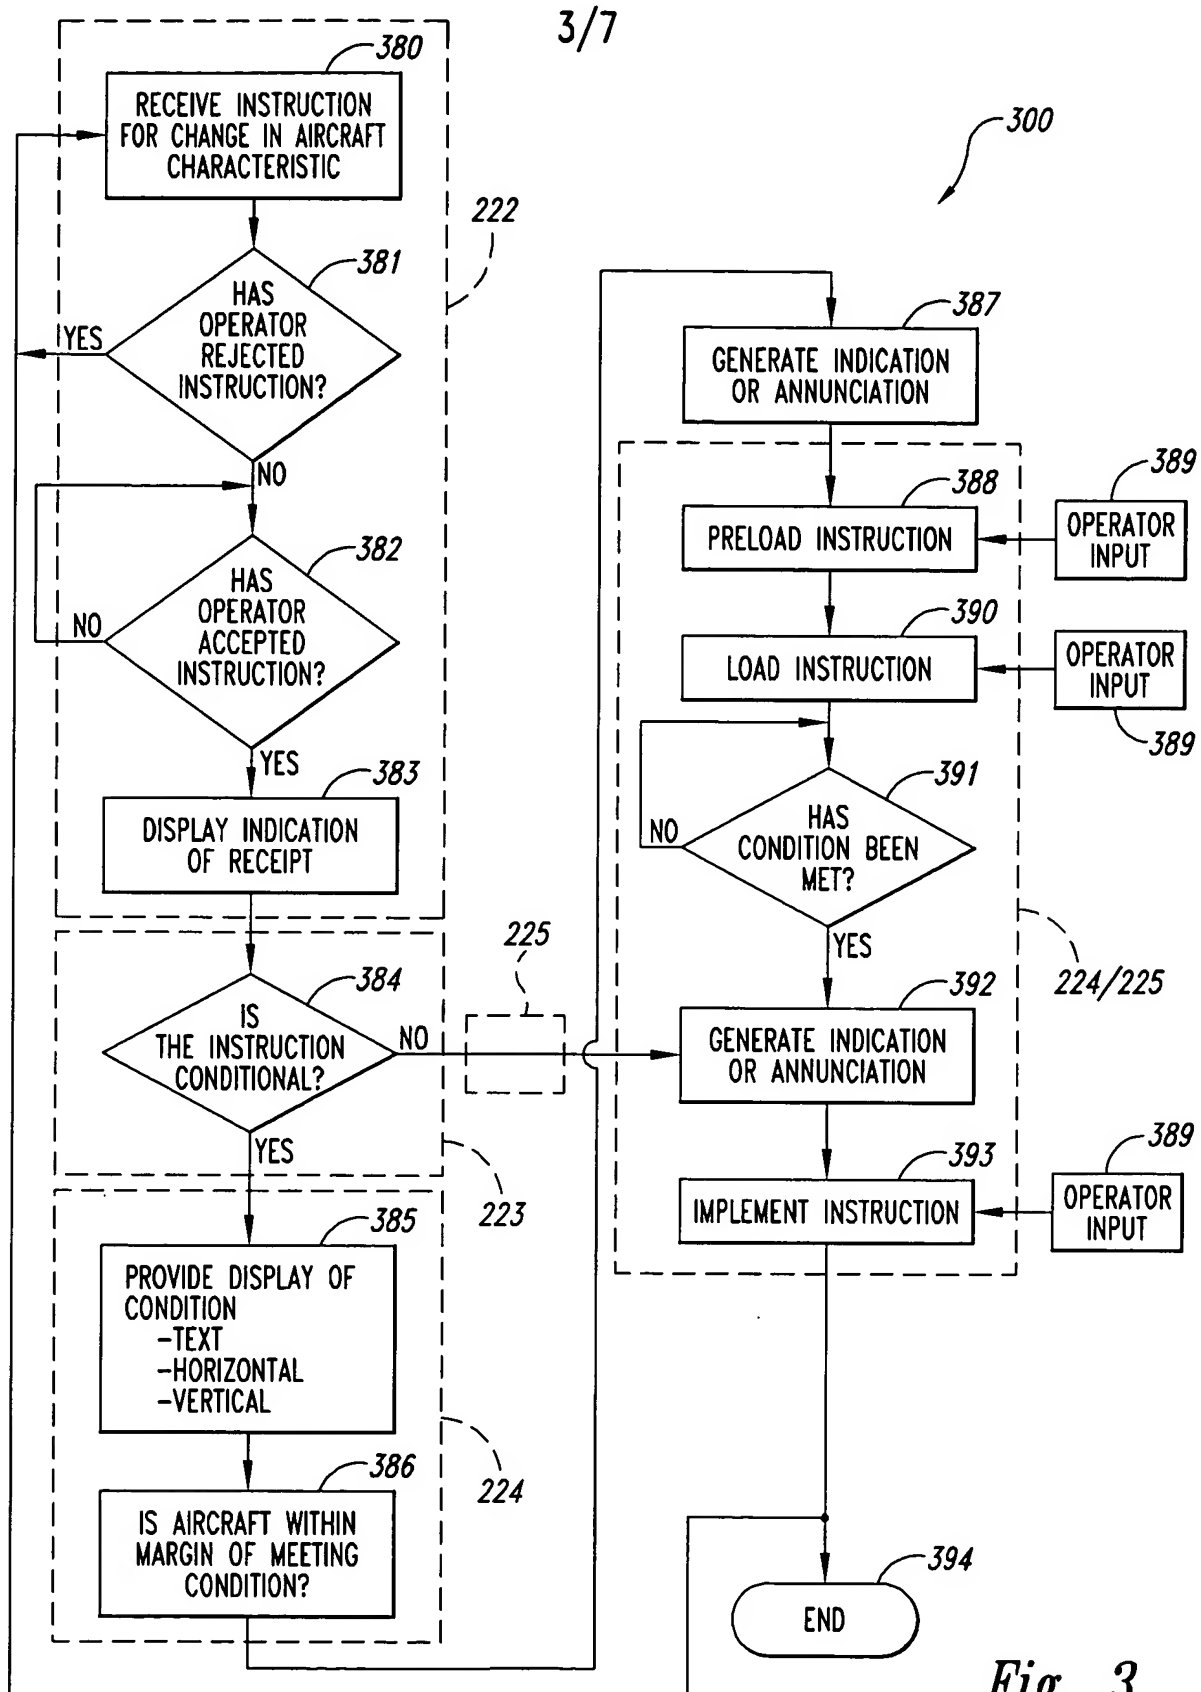 3/7
380
RECEIVE INSTRUCTION
FOR CHANGE IN AIRCRAFT
CHARACTERISTIC
300
222
381
HAS
OPERATOR
REJECTED
INSTRUCTION?
YES
NO
382
HAS
OPERATOR
ACCEPTED
INSTRUCTION?
NO
YES
383
DISPLAY INDICATION
OF RECEIPT
384
IS
THE INSTRUCTION
CONDITIONAL?
NO
YES
225
223
385
PROVIDE DISPLAY OF
CONDITION
-TEXT
-HORIZONTAL
-VERTICAL
386
IS AIRCRAFT WITHIN
MARGIN OF MEETING
CONDITION?
224
387
GENERATE INDICATION
OR ANNUNCIATION
388
PRELOAD INSTRUCTION
389
OPERATOR
INPUT
390
LOAD INSTRUCTION
OPERATOR
INPUT
389
391
HAS
CONDITION BEEN
MET?
NO
YES
224/225
392
GENERATE INDICATION
OR ANNUNCIATION
393
IMPLEMENT INSTRUCTION
389
OPERATOR
INPUT
394
END
Fig. 3